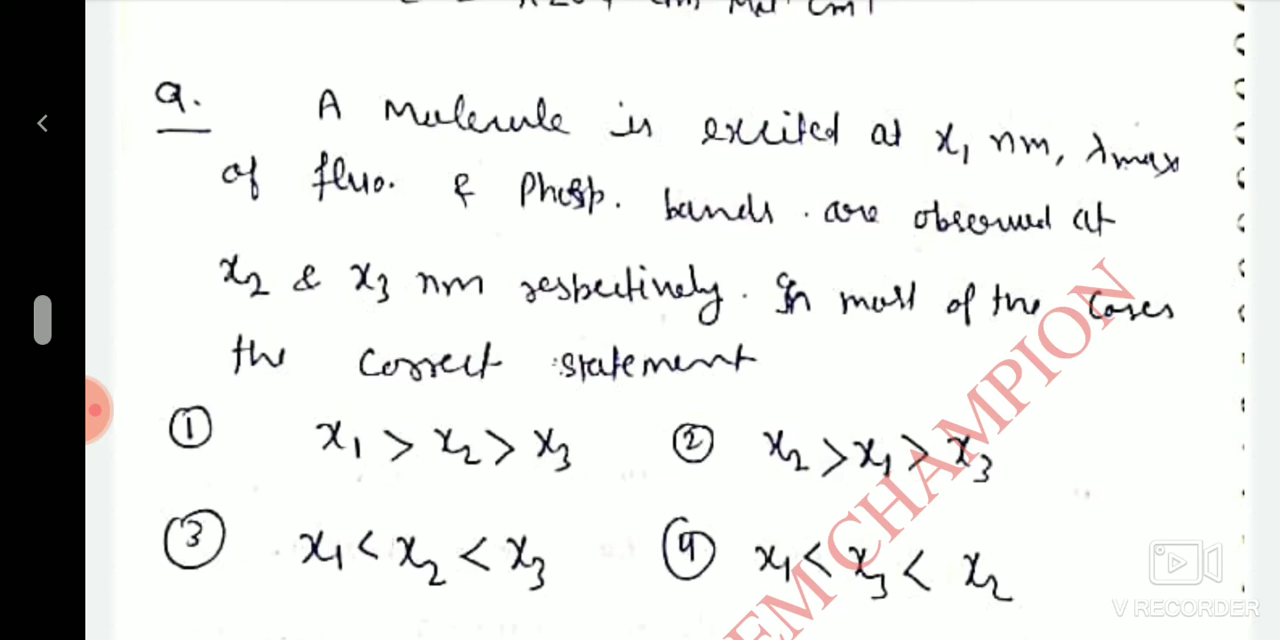 Q. A Molecule is excited at x₁ nm, λmax
of fluo. & Phosp. bands are observed at
x₂ & x₃ nm respectively. In most of the cases
the correct statement
① x₁ > x₂ > x₃ ② x₂ > x₁ > x₃
③ x₁ < x₂ < x₃ ④ x₁ < x₃ < x₂
EM CHAMPION
V RECORDER